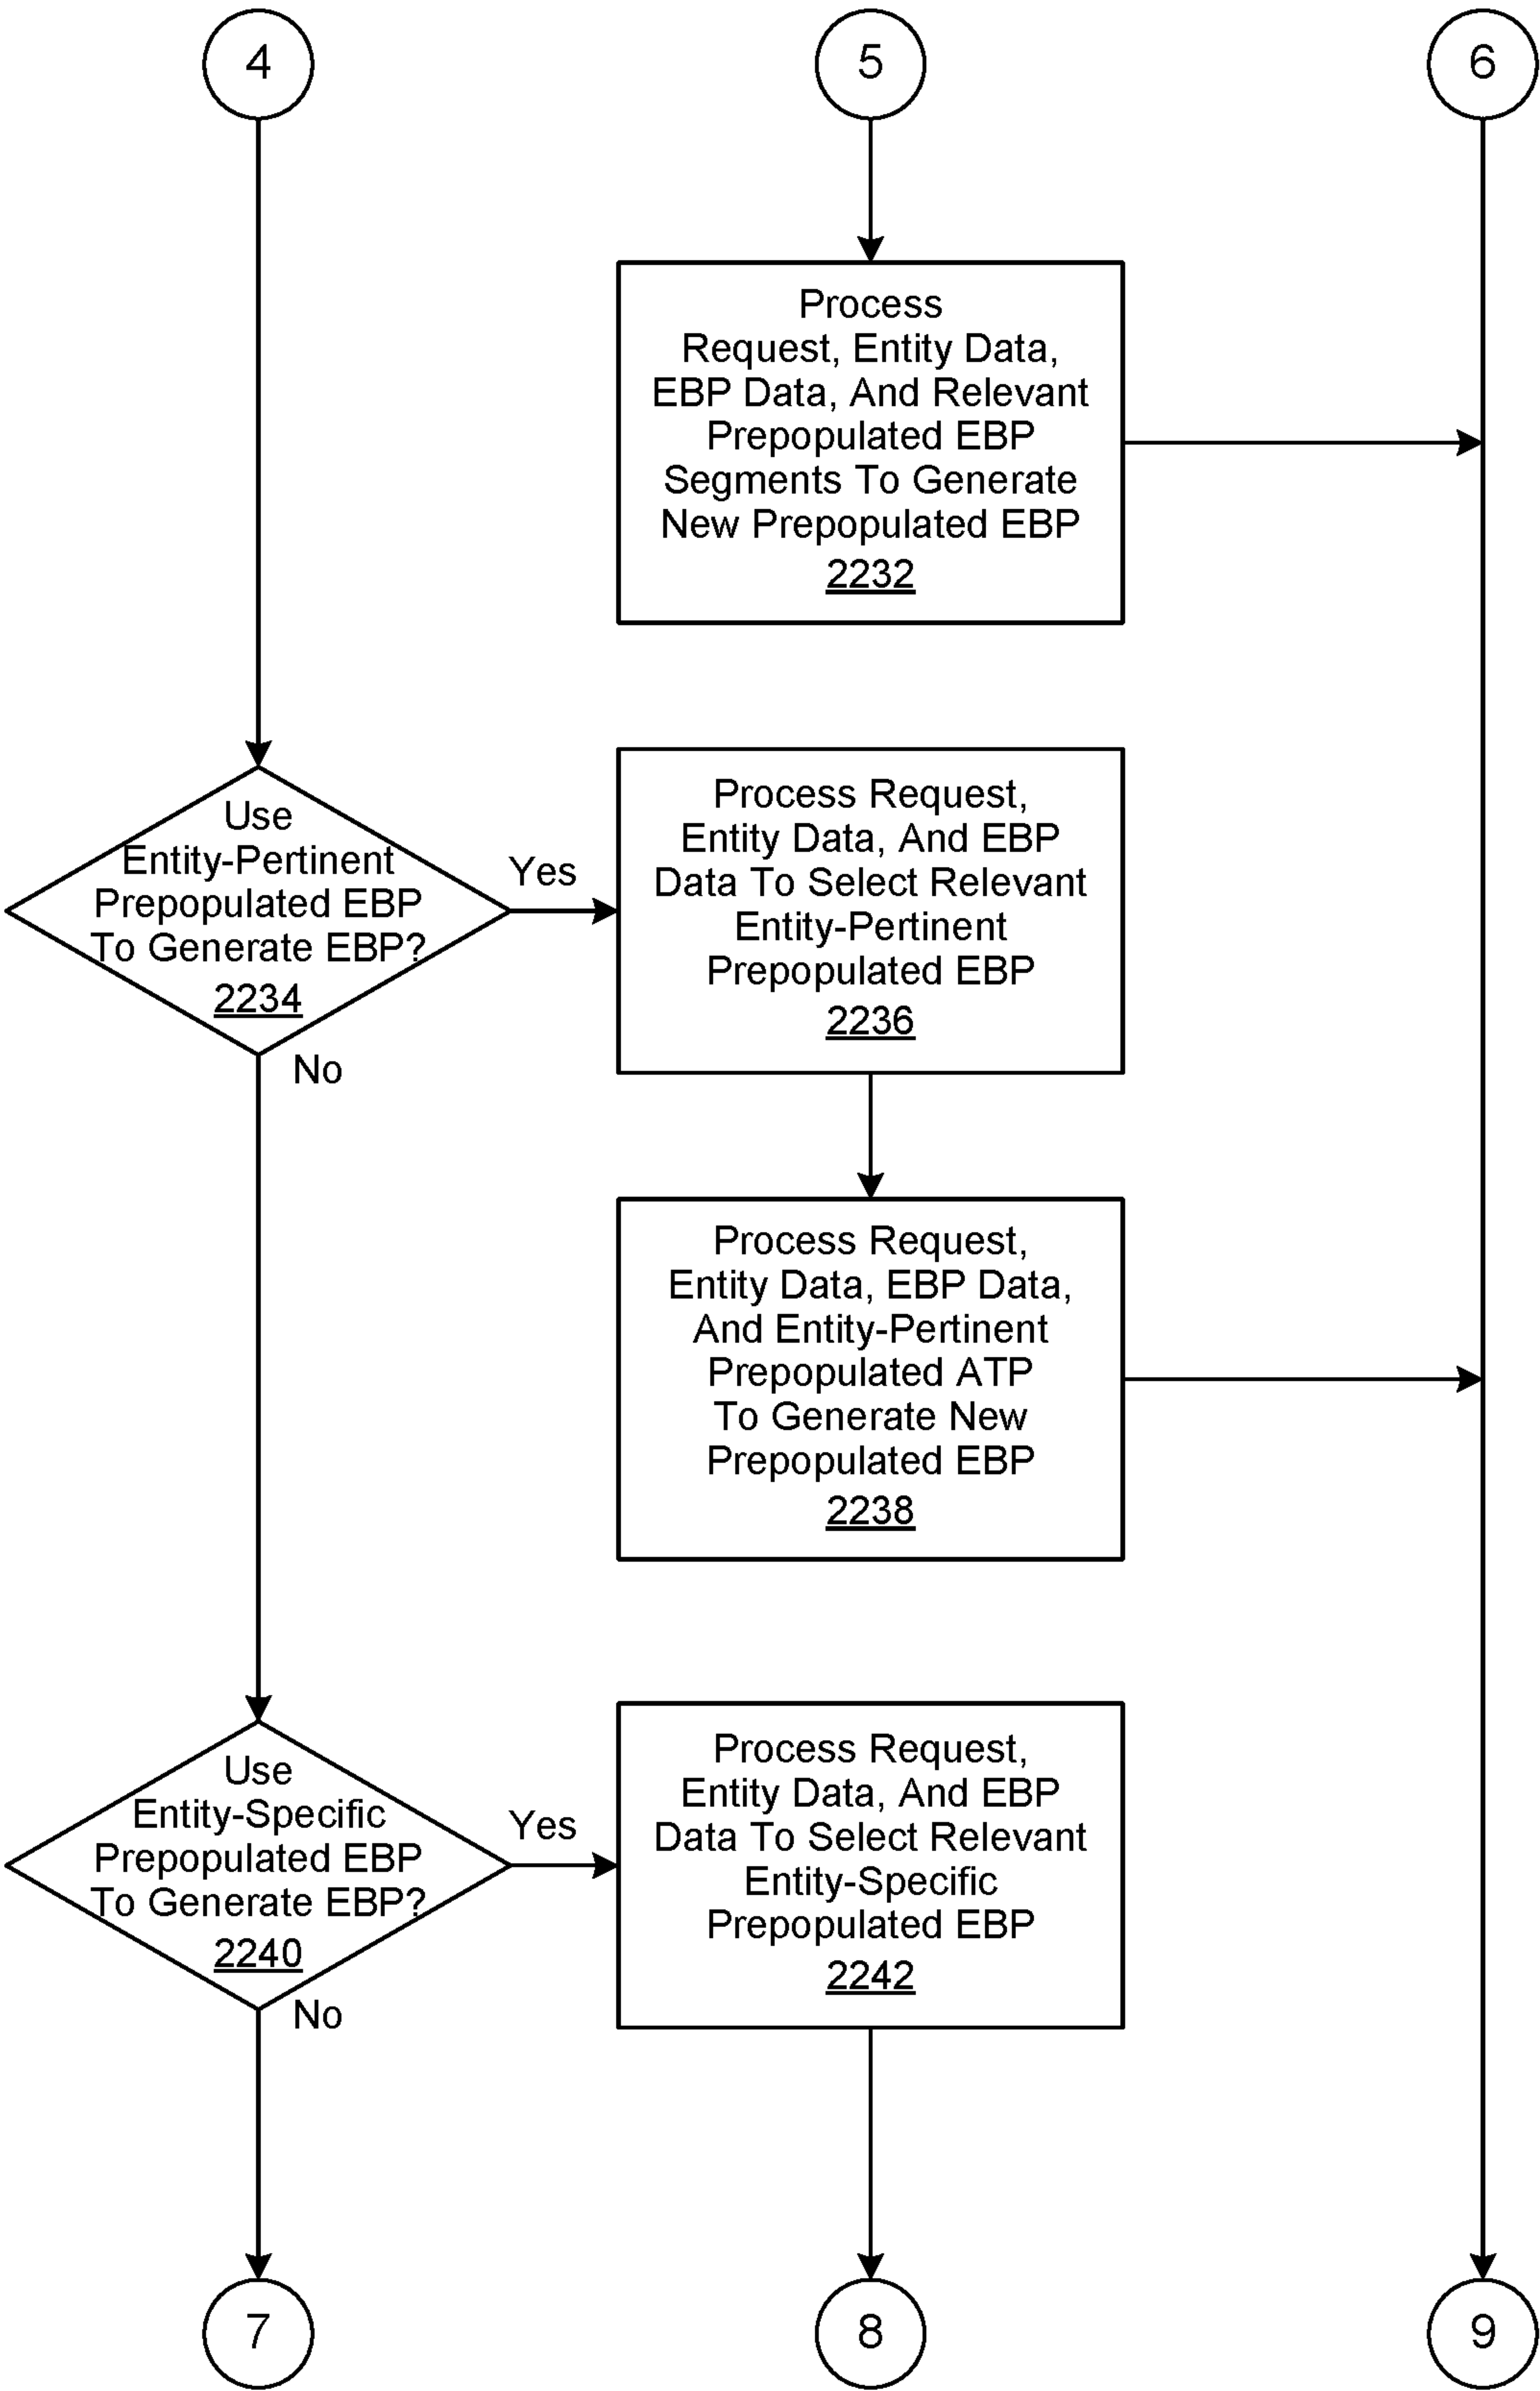 4
5
6
Process
Request, Entity Data,
EBP Data, And Relevant
Prepopulated EBP
Segments To Generate
New Prepopulated EBP
2232
Use
Entity-Pertinent
Prepopulated EBP
To Generate EBP?
2234
Yes
No
Process Request,
Entity Data, And EBP
Data To Select Relevant
Entity-Pertinent
Prepopulated EBP
2236
Process Request,
Entity Data, EBP Data,
And Entity-Pertinent
Prepopulated ATP
To Generate New
Prepopulated EBP
2238
Use
Entity-Specific
Prepopulated EBP
To Generate EBP?
2240
Yes
No
Process Request,
Entity Data, And EBP
Data To Select Relevant
Entity-Specific
Prepopulated EBP
2242
7
8
9